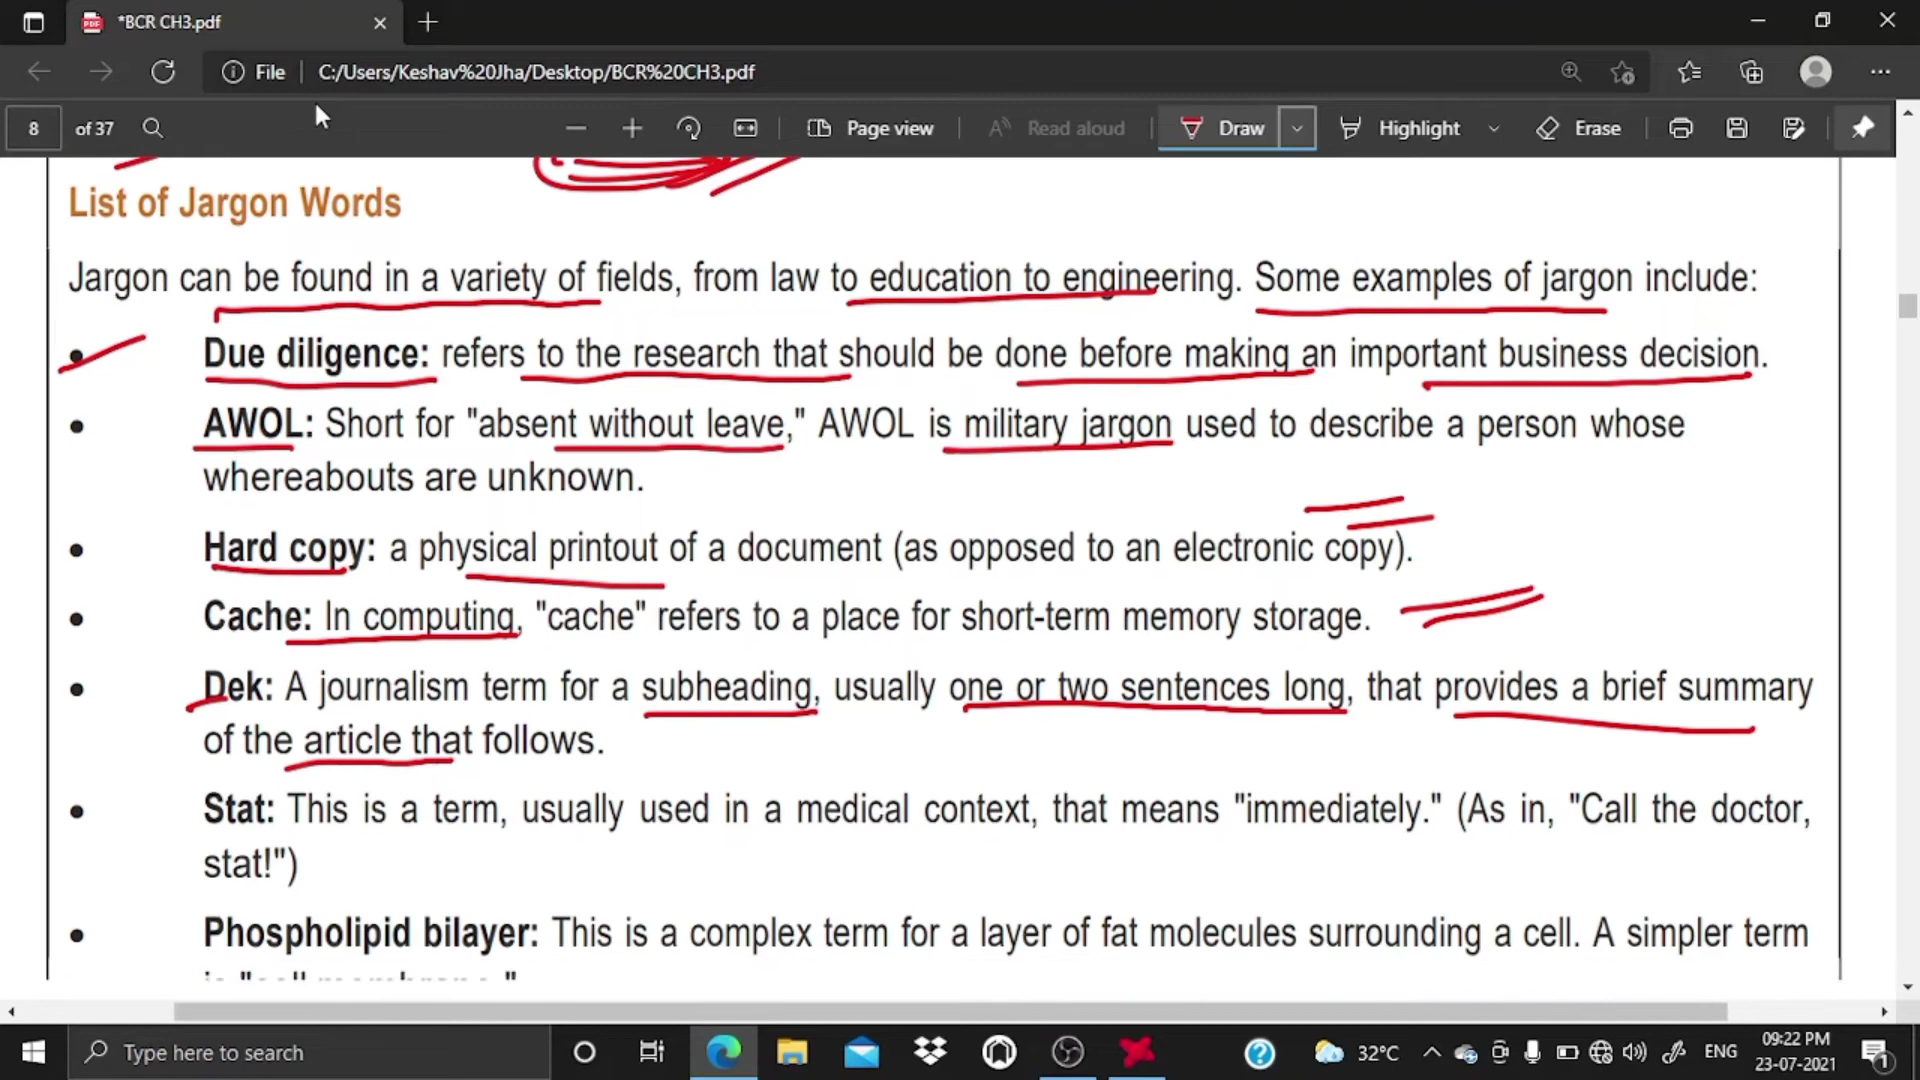 *BCR CH3.pdf
File C:/Users/Keshav%20Jha/Desktop/BCR%20CH3.pdf
8 of 37 Page view Read aloud Draw Highlight Erase
List of Jargon Words
Jargon can be found in a variety of fields, from law to education to engineering. Some examples of jargon include:
• Due diligence: refers to the research that should be done before making an important business decision.
• AWOL: Short for "absent without leave," AWOL is military jargon used to describe a person whose
whereabouts are unknown.
• Hard copy: a physical printout of a document (as opposed to an electronic copy).
• Cache: In computing, "cache" refers to a place for short-term memory storage.
• Dek: A journalism term for a subheading, usually one or two sentences long, that provides a brief summary
of the article that follows.
• Stat: This is a term, usually used in a medical context, that means "immediately." (As in, "Call the doctor,
stat!")
• Phospholipid bilayer: This is a complex term for a layer of fat molecules surrounding a cell. A simpler term
Type here to search 32°C ENG 09:22 PM
23-07-2021 1